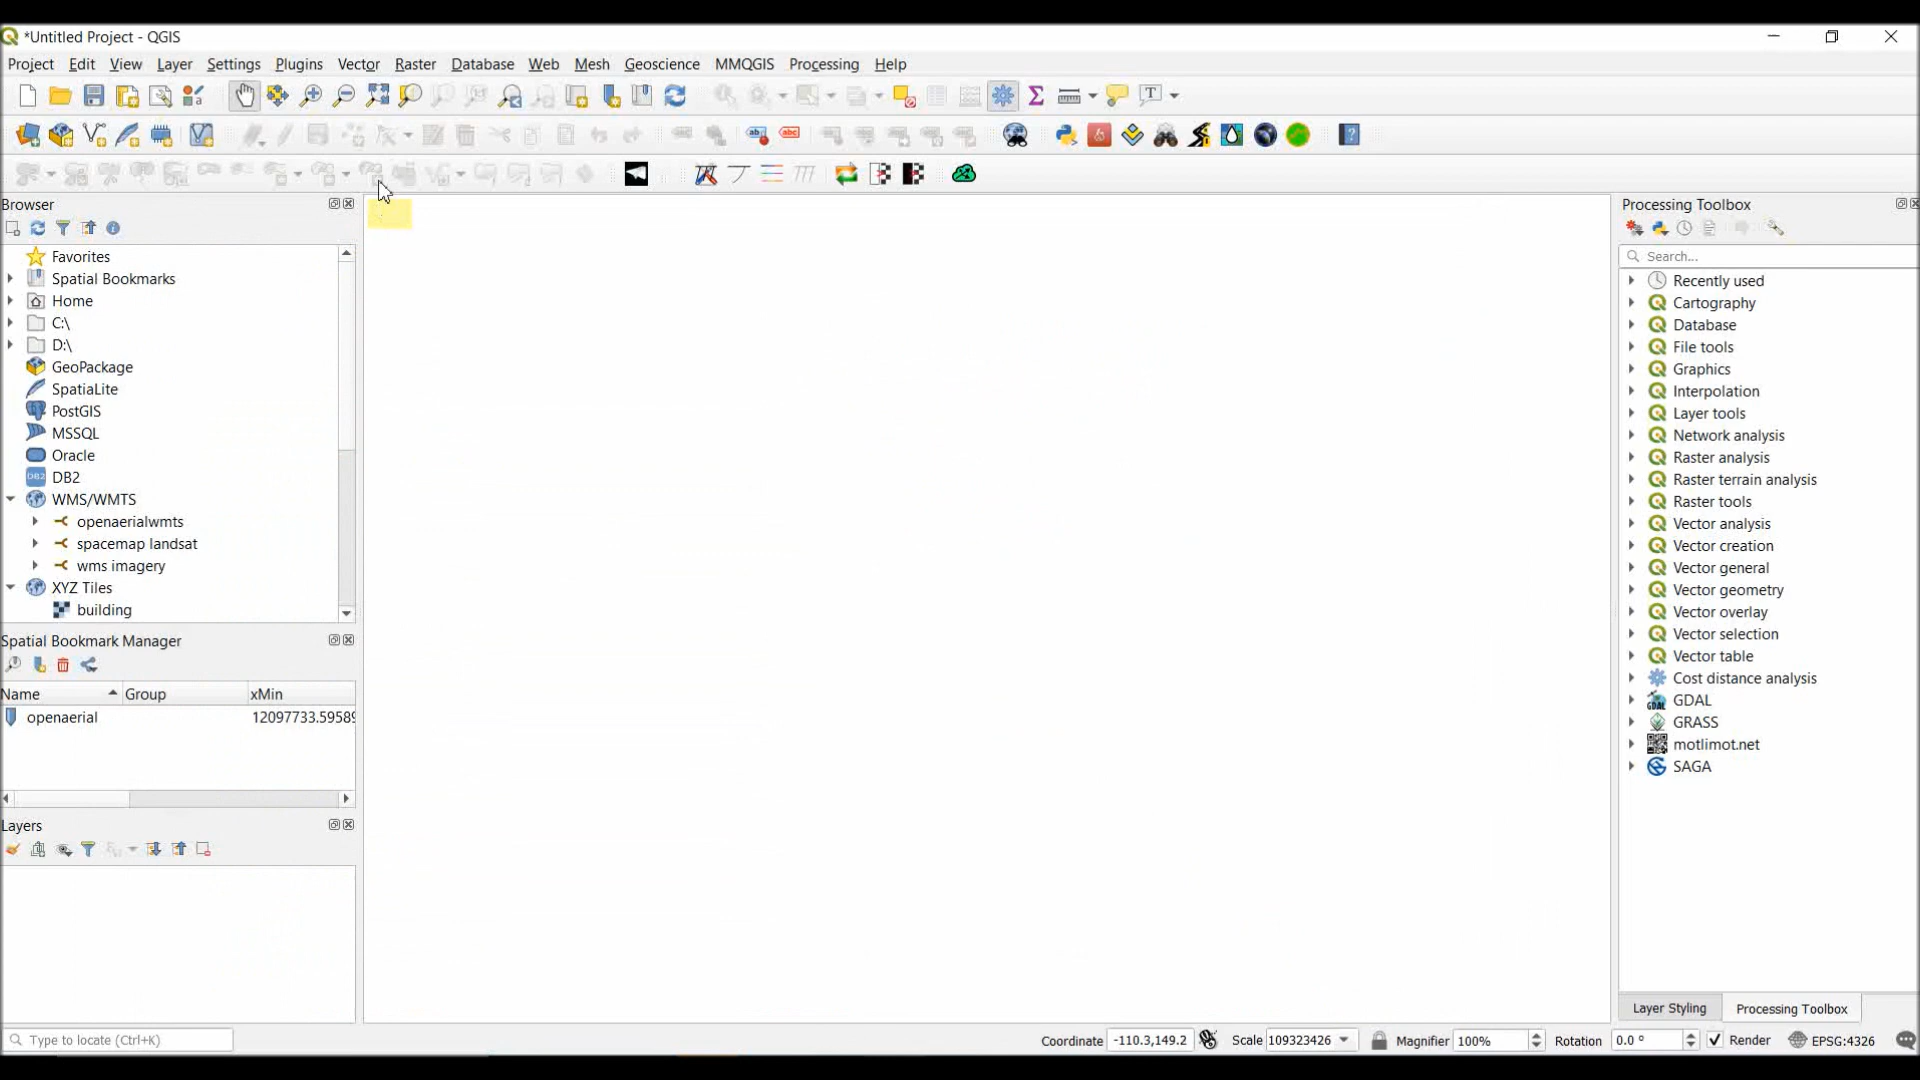 *Untitled Project - QGIS
Project Edit View Layer Settings Plugins Vector Raster Database Web Mesh Geoscience MMQGIS Processing Help
Browser
Favorites
Spatial Bookmarks
Home
C:\
D:\
GeoPackage
SpatiaLite
PostGIS
MSSQL
Oracle
DB2
WMS/WMTS
openaerialwmts
spacemap landsat
wms imagery
XYZ Tiles
building
Spatial Bookmark Manager
Name Group xMin
openaerial 12097733.59589
Layers
Type to locate (Ctrl+K)
Processing Toolbox
Search...
Recently used
Cartography
Database
File tools
Graphics
Interpolation
Layer tools
Network analysis
Raster analysis
Raster terrain analysis
Raster tools
Vector analysis
Vector creation
Vector general
Vector geometry
Vector overlay
Vector selection
Vector table
Cost distance analysis
GDAL
GRASS
motlimot.net
SAGA
Layer Styling Processing Toolbox
Coordinate -110.3,149.2 Scale 109323426 Magnifier 100% Rotation 0.0 ° Render EPSG:4326